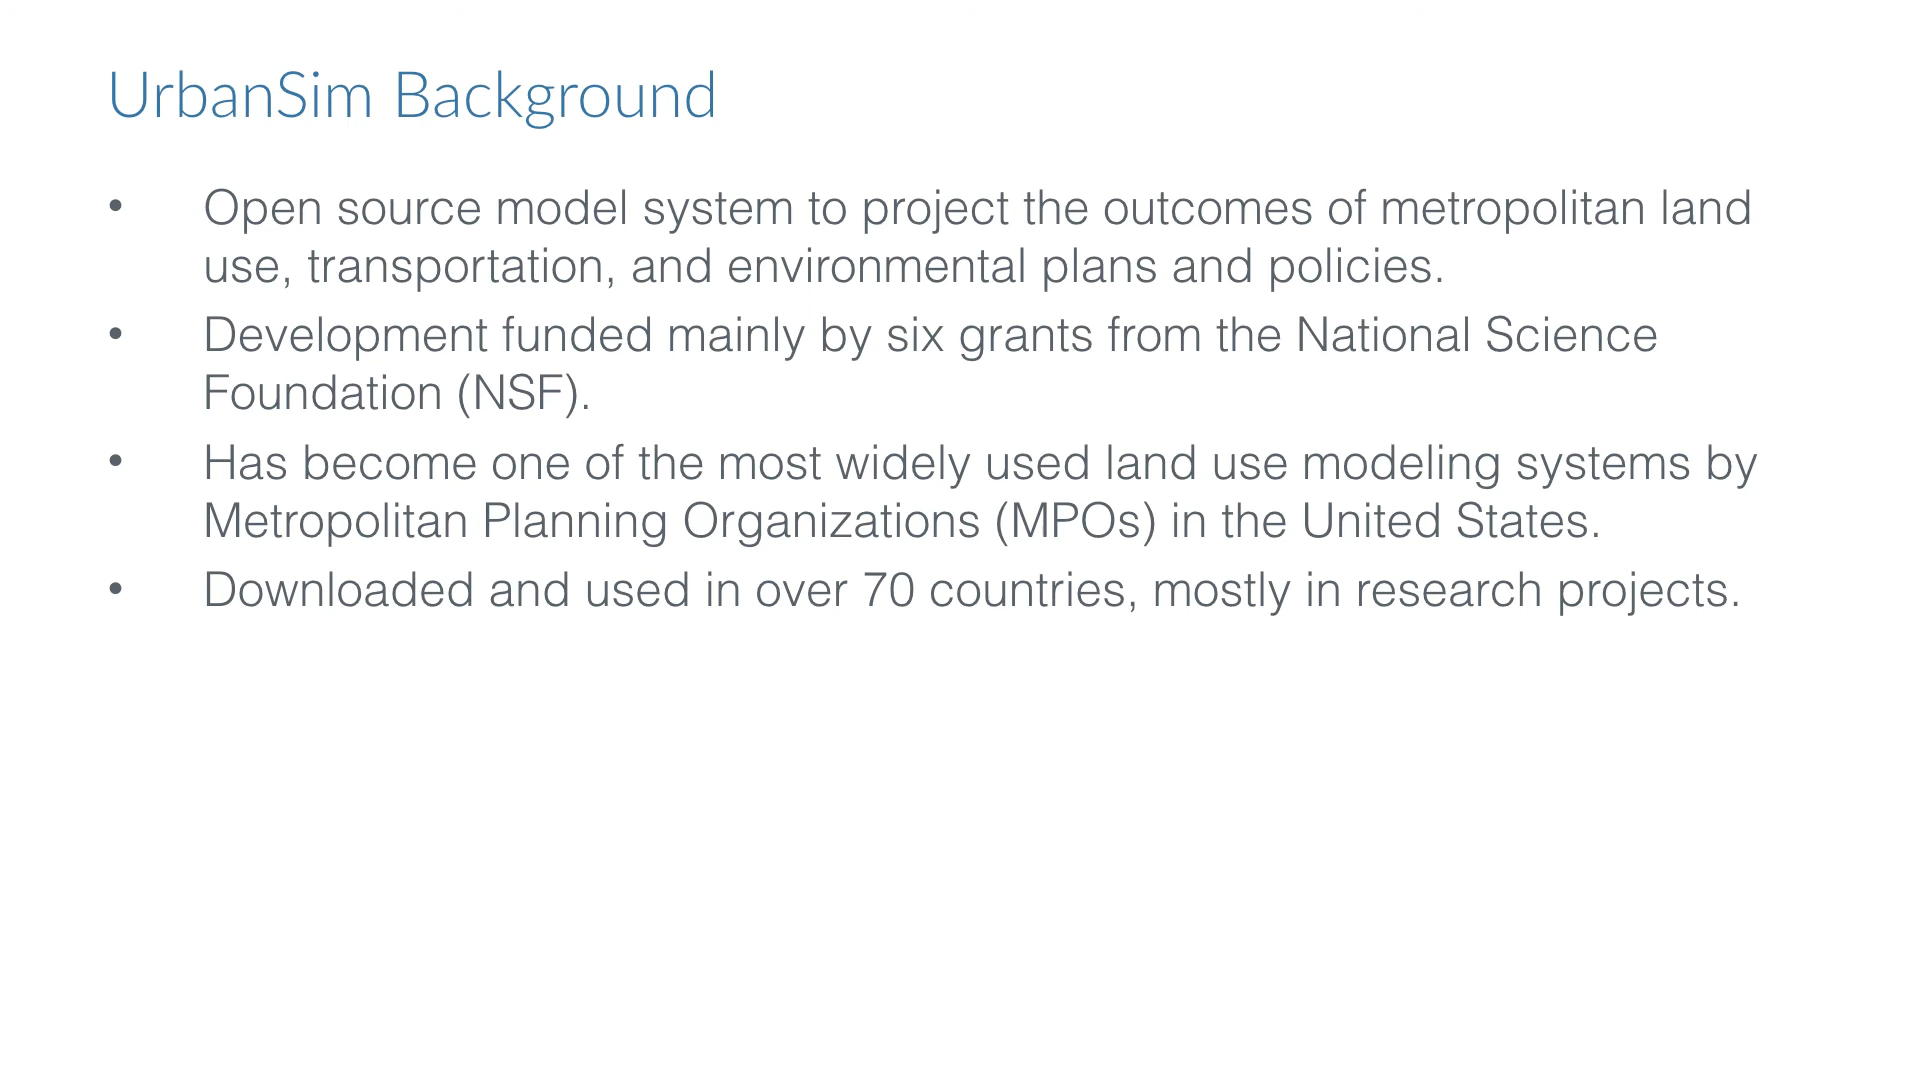 UrbanSim Background
• Open source model system to project the outcomes of metropolitan land
use, transportation, and environmental plans and policies.
• Development funded mainly by six grants from the National Science
Foundation (NSF).
• Has become one of the most widely used land use modeling systems by
Metropolitan Planning Organizations (MPOs) in the United States.
• Downloaded and used in over 70 countries, mostly in research projects.